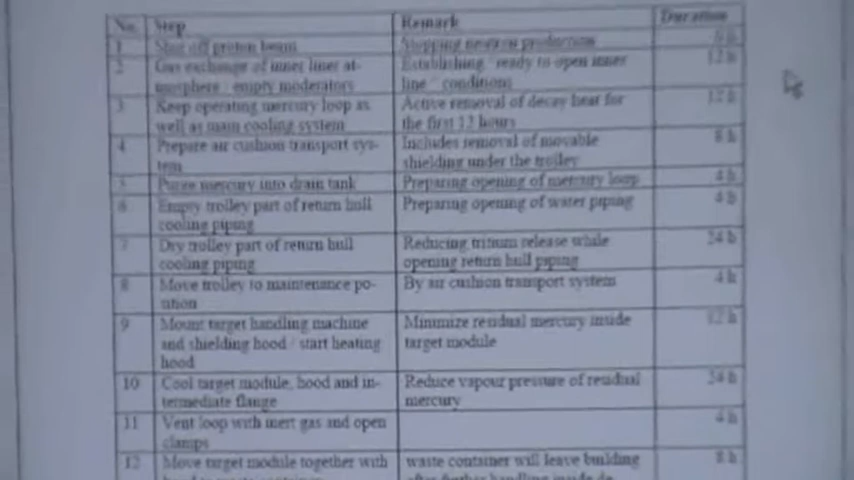 No. Step Remark Duration
1 Shut off proton beam Stopping neutron production
2 Gas exchange of inner liner at- Establishing "ready to open inner 12 h
mosphere / empty moderators line" conditions
3 Keep operating mercury loop as Active removal of decay heat for 12 h
well as main cooling system the first 12 hours
4 Prepare air cushion transport sys- Includes removal of movable 8 h
tem shielding under the trolley
5 Purge mercury into drain tank Preparing opening of mercury loop 4 h
6 Empty trolley part of return hull Preparing opening of water piping 4 h
cooling piping
7 Dry trolley part of return hull Reducing tritium release while 24 h
cooling piping opening return hull piping
8 Move trolley to maintenance po- By air cushion transport system 4 h
sition
9 Mount target handling machine Minimize residual mercury inside 12 h
and shielding hood / start heating target module
hood
10 Cool target module, hood and in- Reduce vapour pressure of residual 24 h
termediate flange mercury
11 Vent loop with inert gas and open 4 h
clamps
12 Move target module together with waste container will leave building 8 h